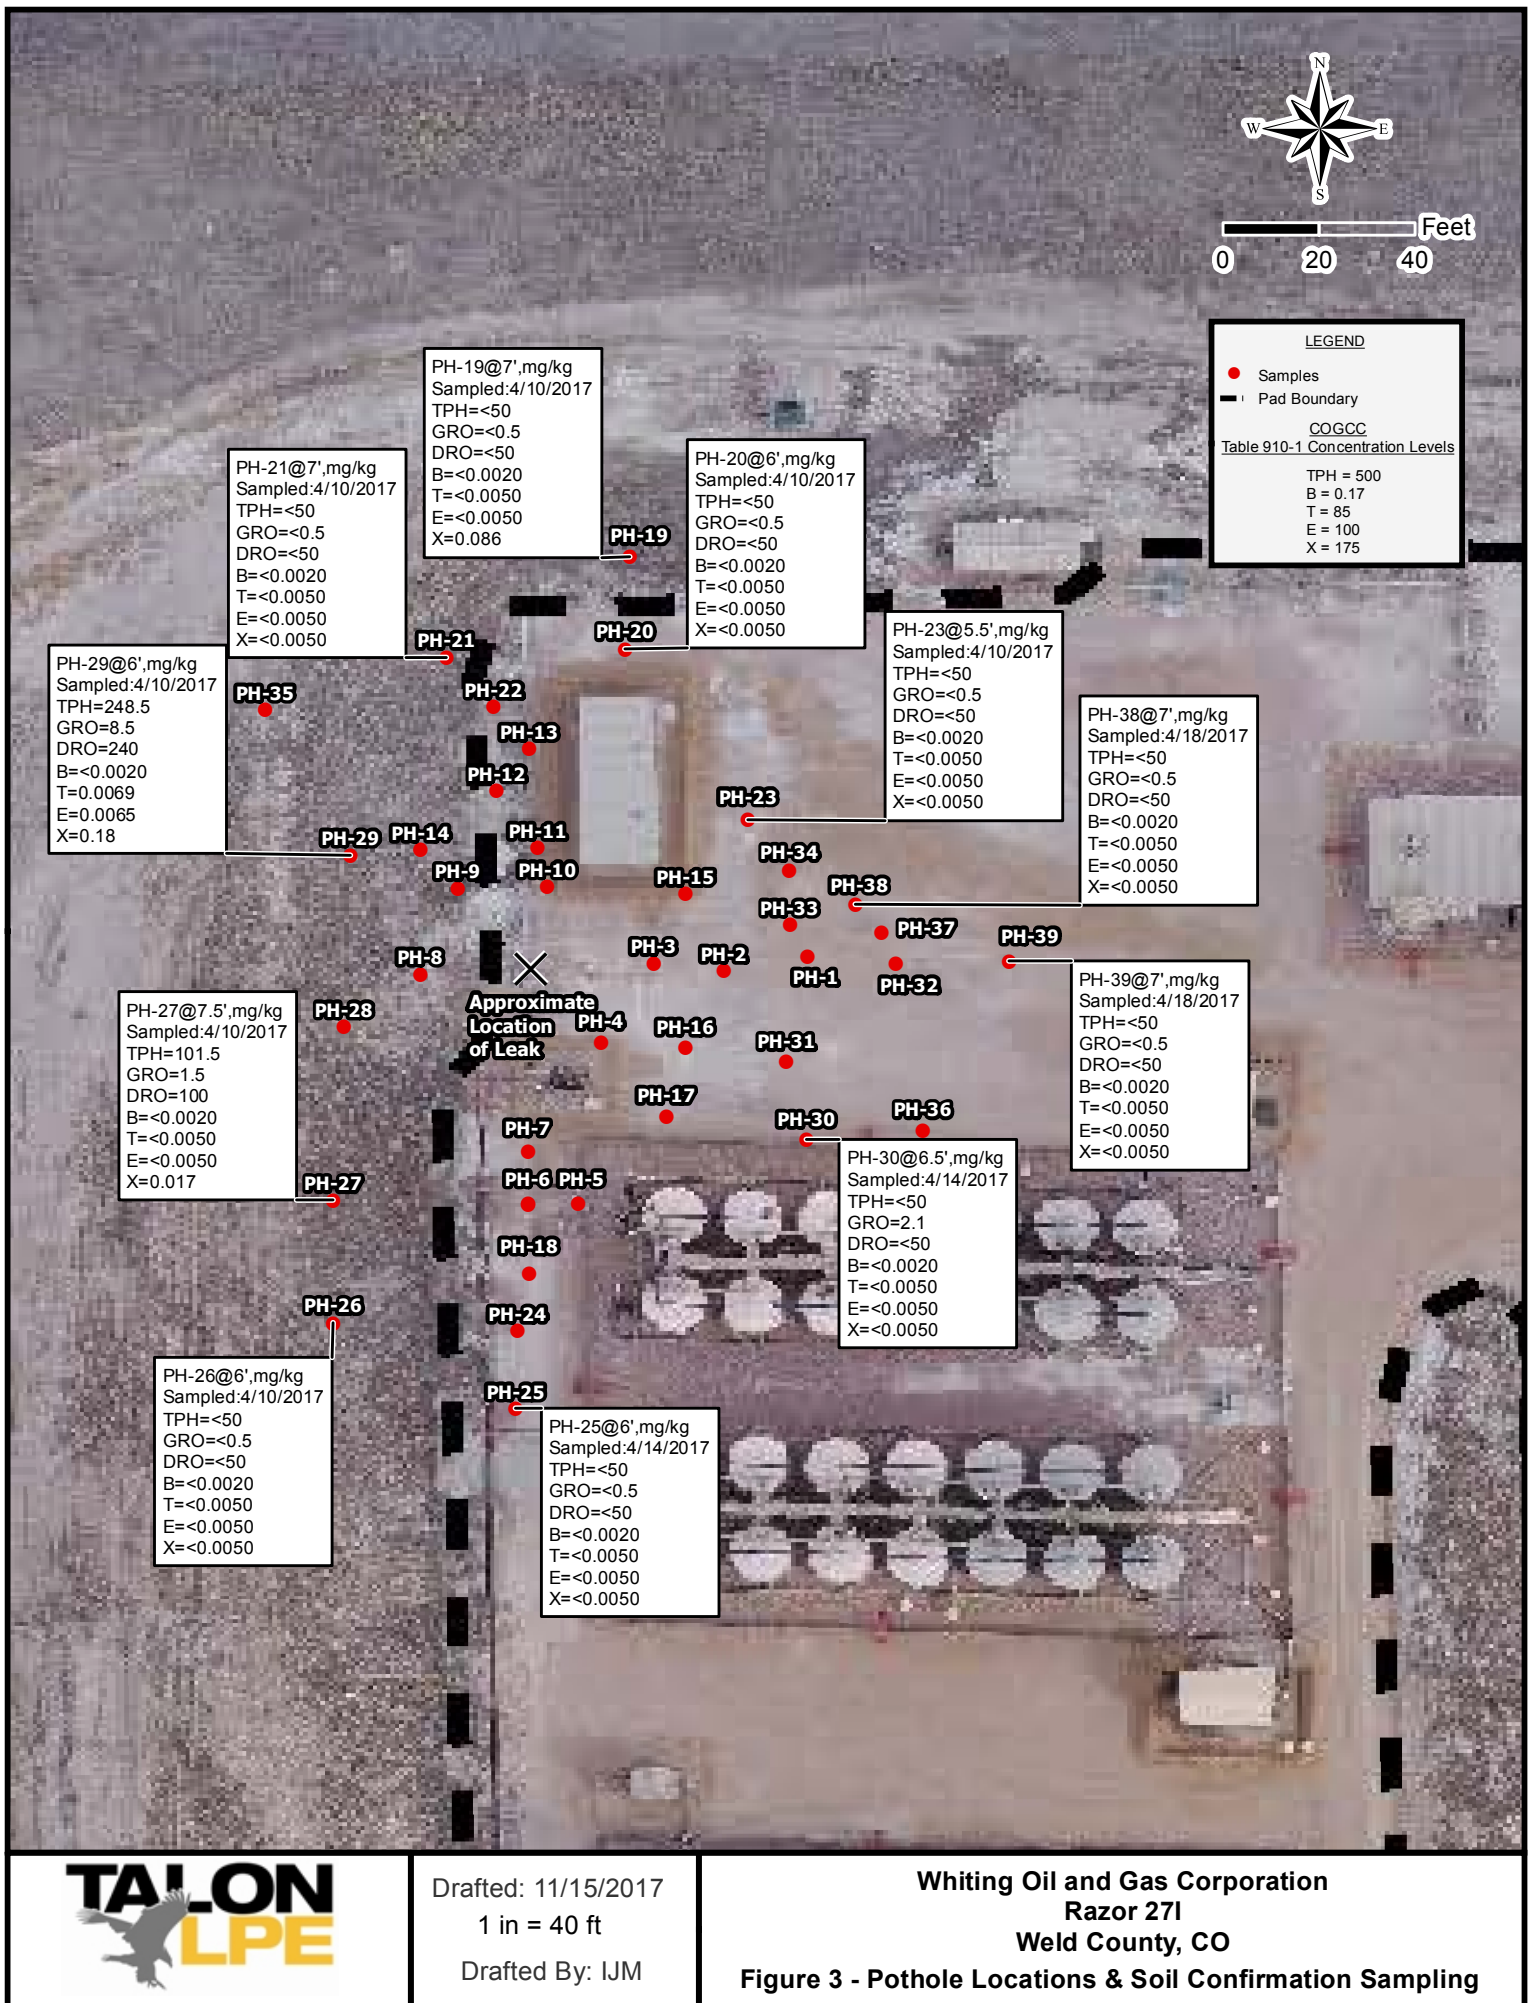 N
W
E
S
Feet
0
20
40
LEGEND
Samples
Pad Boundary
COGCC
Table 910-1 Concentration Levels
TPH = 500
B = 0.17
T = 85
E = 100
X = 175
PH-19@7',mg/kg
Sampled:4/10/2017
TPH=<50
GRO=<0.5
DRO=<50
B=<0.0020
T=<0.0050
E=<0.0050
X=0.086
PH-21@7',mg/kg
Sampled:4/10/2017
TPH=<50
GRO=<0.5
DRO=<50
B=<0.0020
T=<0.0050
E=<0.0050
X=<0.0050
PH-20@6',mg/kg
Sampled:4/10/2017
TPH=<50
GRO=<0.5
DRO=<50
B=<0.0020
T=<0.0050
E=<0.0050
X=<0.0050
PH-23@5.5',mg/kg
Sampled:4/10/2017
TPH=<50
GRO=<0.5
DRO=<50
B=<0.0020
T=<0.0050
E=<0.0050
X=<0.0050
PH-29@6',mg/kg
Sampled:4/10/2017
TPH=248.5
GRO=8.5
DRO=240
B=<0.0020
T=0.0069
E=0.0065
X=0.18
PH-38@7',mg/kg
Sampled:4/18/2017
TPH=<50
GRO=<0.5
DRO=<50
B=<0.0020
T=<0.0050
E=<0.0050
X=<0.0050
PH-19
PH-20
PH-21
PH-35
PH-22
PH-13
PH-12
PH-23
PH-29
PH-14
PH-11
PH-34
PH-9
PH-10
PH-15
PH-38
PH-33
PH-37
PH-39
PH-8
PH-3
PH-2
PH-1
PH-32
Approximate
Location
of Leak
PH-28
PH-4
PH-16
PH-31
PH-17
PH-30
PH-36
PH-7
PH-27
PH-6
PH-5
PH-18
PH-26
PH-24
PH-25
PH-27@7.5',mg/kg
Sampled:4/10/2017
TPH=101.5
GRO=1.5
DRO=100
B=<0.0020
T=<0.0050
E=<0.0050
X=0.017
PH-39@7',mg/kg
Sampled:4/18/2017
TPH=<50
GRO=<0.5
DRO=<50
B=<0.0020
T=<0.0050
E=<0.0050
X=<0.0050
PH-30@6.5',mg/kg
Sampled:4/14/2017
TPH=<50
GRO=2.1
DRO=<50
B=<0.0020
T=<0.0050
E=<0.0050
X=<0.0050
PH-26@6',mg/kg
Sampled:4/10/2017
TPH=<50
GRO=<0.5
DRO=<50
B=<0.0020
T=<0.0050
E=<0.0050
X=<0.0050
PH-25@6',mg/kg
Sampled:4/14/2017
TPH=<50
GRO=<0.5
DRO=<50
B=<0.0020
T=<0.0050
E=<0.0050
X=<0.0050
TALON
LPE
Drafted: 11/15/2017
1 in = 40 ft
Drafted By: IJM
Whiting Oil and Gas Corporation
Razor 27I
Weld County, CO
Figure 3 - Pothole Locations & Soil Confirmation Sampling